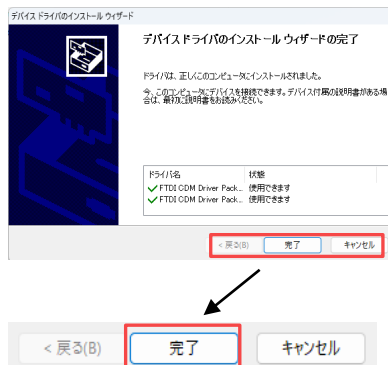 デバイス ドライバのインストール ウィザード
デバイス ドライバのインストール ウィザードの完了
ドライバは、正しくこのコンピュータにインストールされました。
今、このコンピュータにデバイスを接続できます。デバイス付属の説明書がある場
合は、最初に説明書をお読みください。
ドライバ名 状態
FTDI CDM Driver Pack... 使用できます
FTDI CDM Driver Pack... 使用できます
< 戻る(B) 完了 キャンセル
< 戻る(B) 完了 キャンセル